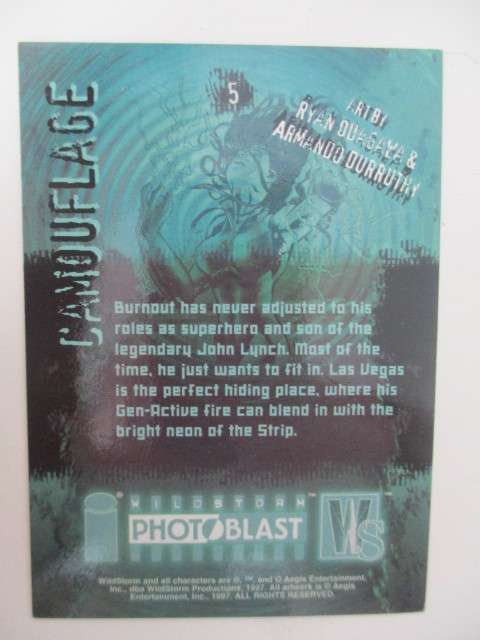 CAMOUFLAGE
5
ART BY
RYAN ODAGAWA &
ARMANDO DURRUTHY
Burnout has never adjusted to his
roles as superhero and son of the
legendary John Lynch. Most of the
time, he just wants to fit in. Las Vegas
is the perfect hiding place, where his
Gen-Active fire can blend in with the
bright neon of the Strip.
WILDSTORM™
PHOTOBLAST
WS
WildStorm and all characters are ®, ™, and © Aegis Entertainment,
Inc., dba WildStorm Productions, 1997. All artwork is © Aegis
Entertainment, Inc., 1997. ALL RIGHTS RESERVED.